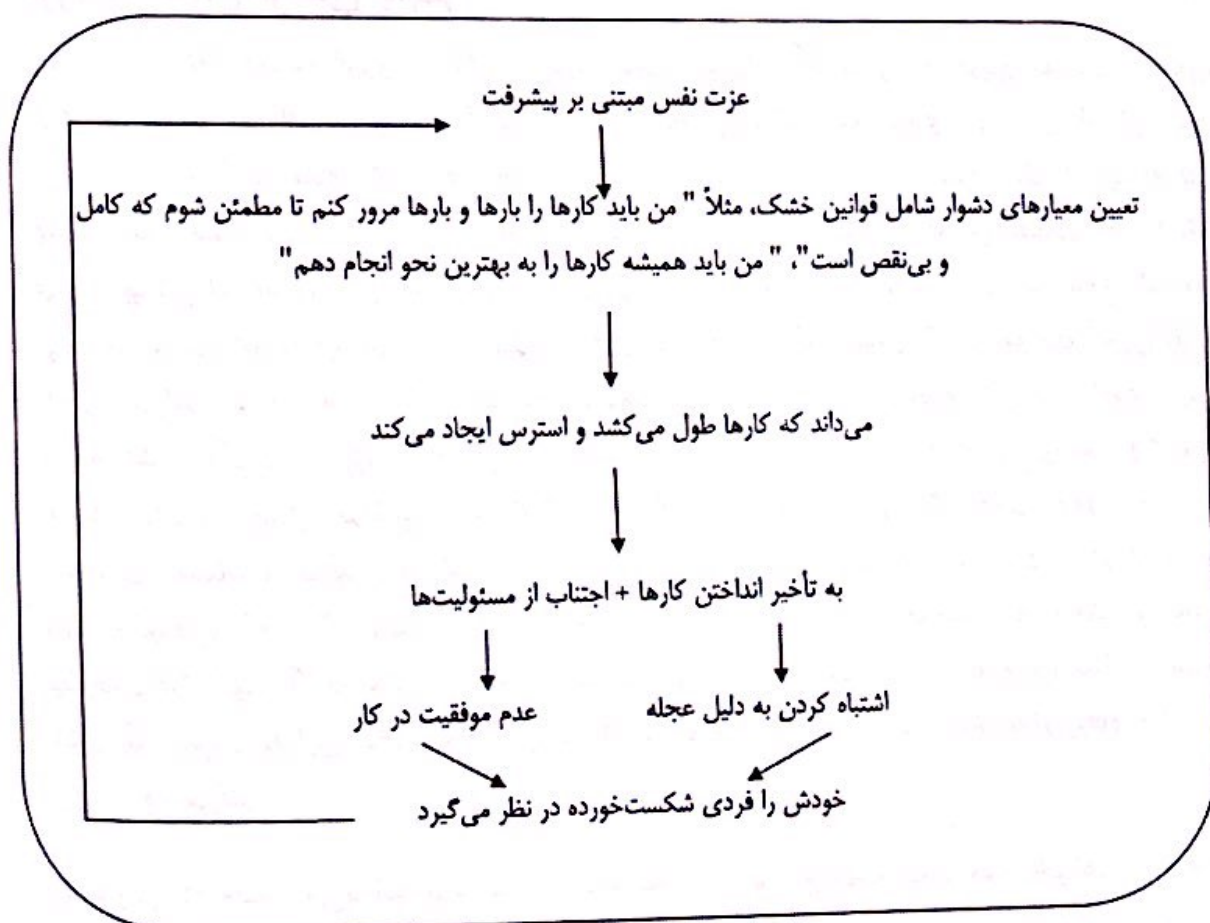 عزت نفس مبتنی بر پیشرفت
تعیین معیارهای دشوار شامل قوانین خشک، مثلاً " من باید کارها را بارها و بارها مرور کنم تا مطمئن شوم که کامل
و بی‌نقص است"، " من باید همیشه کارها را به بهترین نحو انجام دهم"
می‌داند که کارها طول می‌کشد و استرس ایجاد می‌کند
به تأخیر انداختن کارها + اجتناب از مسئولیت‌ها
اشتباه کردن به دلیل عجله
عدم موفقیت در کار
خودش را فردی شکست‌خورده در نظر می‌گیرد